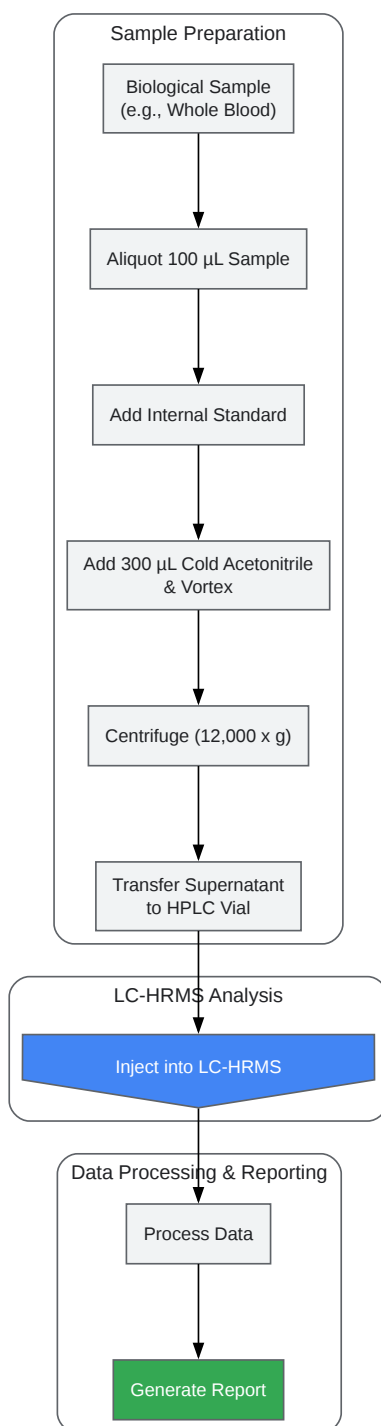 Sample Preparation
Biological Sample
(e.g., Whole Blood)
Aliquot 100 µL Sample
Add Internal Standard
Add 300 µL Cold Acetonitrile
& Vortex
Centrifuge (12,000 x g)
Transfer Supernatant
to HPLC Vial
LC-HRMS Analysis
Inject into LC-HRMS
Data Processing & Reporting
Process Data
Generate Report